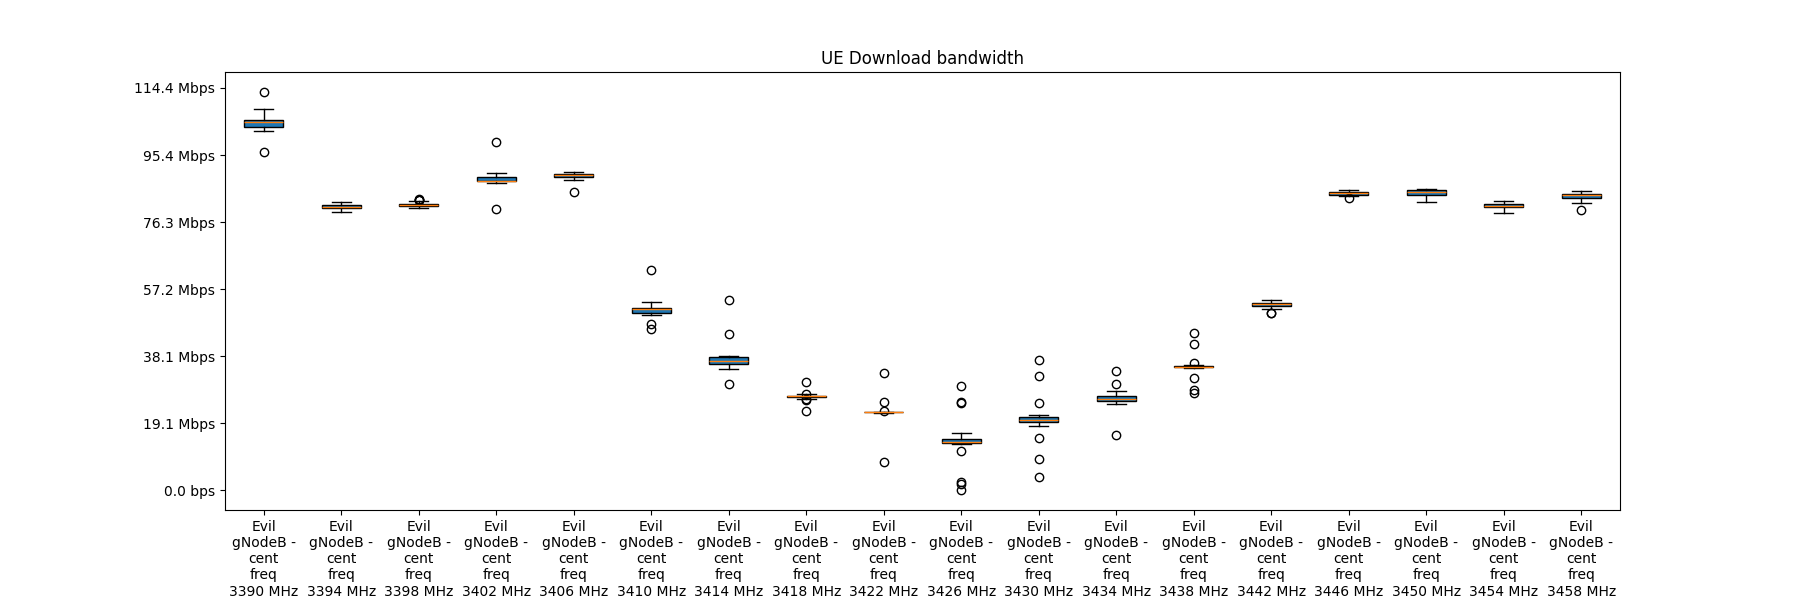 UE Download bandwidth
114.4 Mbps
95.4 Mbps
76.3 Mbps
57.2 Mbps
38.1 Mbps
19.1 Mbps
0.0 bps
Evil
gNodeB -
cent
freq
3390 MHz
Evil
gNodeB -
cent
freq
3394 MHz
Evil
gNodeB -
cent
freq
3398 MHz
Evil
gNodeB -
cent
freq
3402 MHz
Evil
gNodeB -
cent
freq
3406 MHz
Evil
gNodeB -
cent
freq
3410 MHz
Evil
gNodeB -
cent
freq
3414 MHz
Evil
gNodeB -
cent
freq
3418 MHz
Evil
gNodeB -
cent
freq
3422 MHz
Evil
gNodeB -
cent
freq
3426 MHz
Evil
gNodeB -
cent
freq
3430 MHz
Evil
gNodeB -
cent
freq
3434 MHz
Evil
gNodeB -
cent
freq
3438 MHz
Evil
gNodeB -
cent
freq
3442 MHz
Evil
gNodeB -
cent
freq
3446 MHz
Evil
gNodeB -
cent
freq
3450 MHz
Evil
gNodeB -
cent
freq
3454 MHz
Evil
gNodeB -
cent
freq
3458 MHz